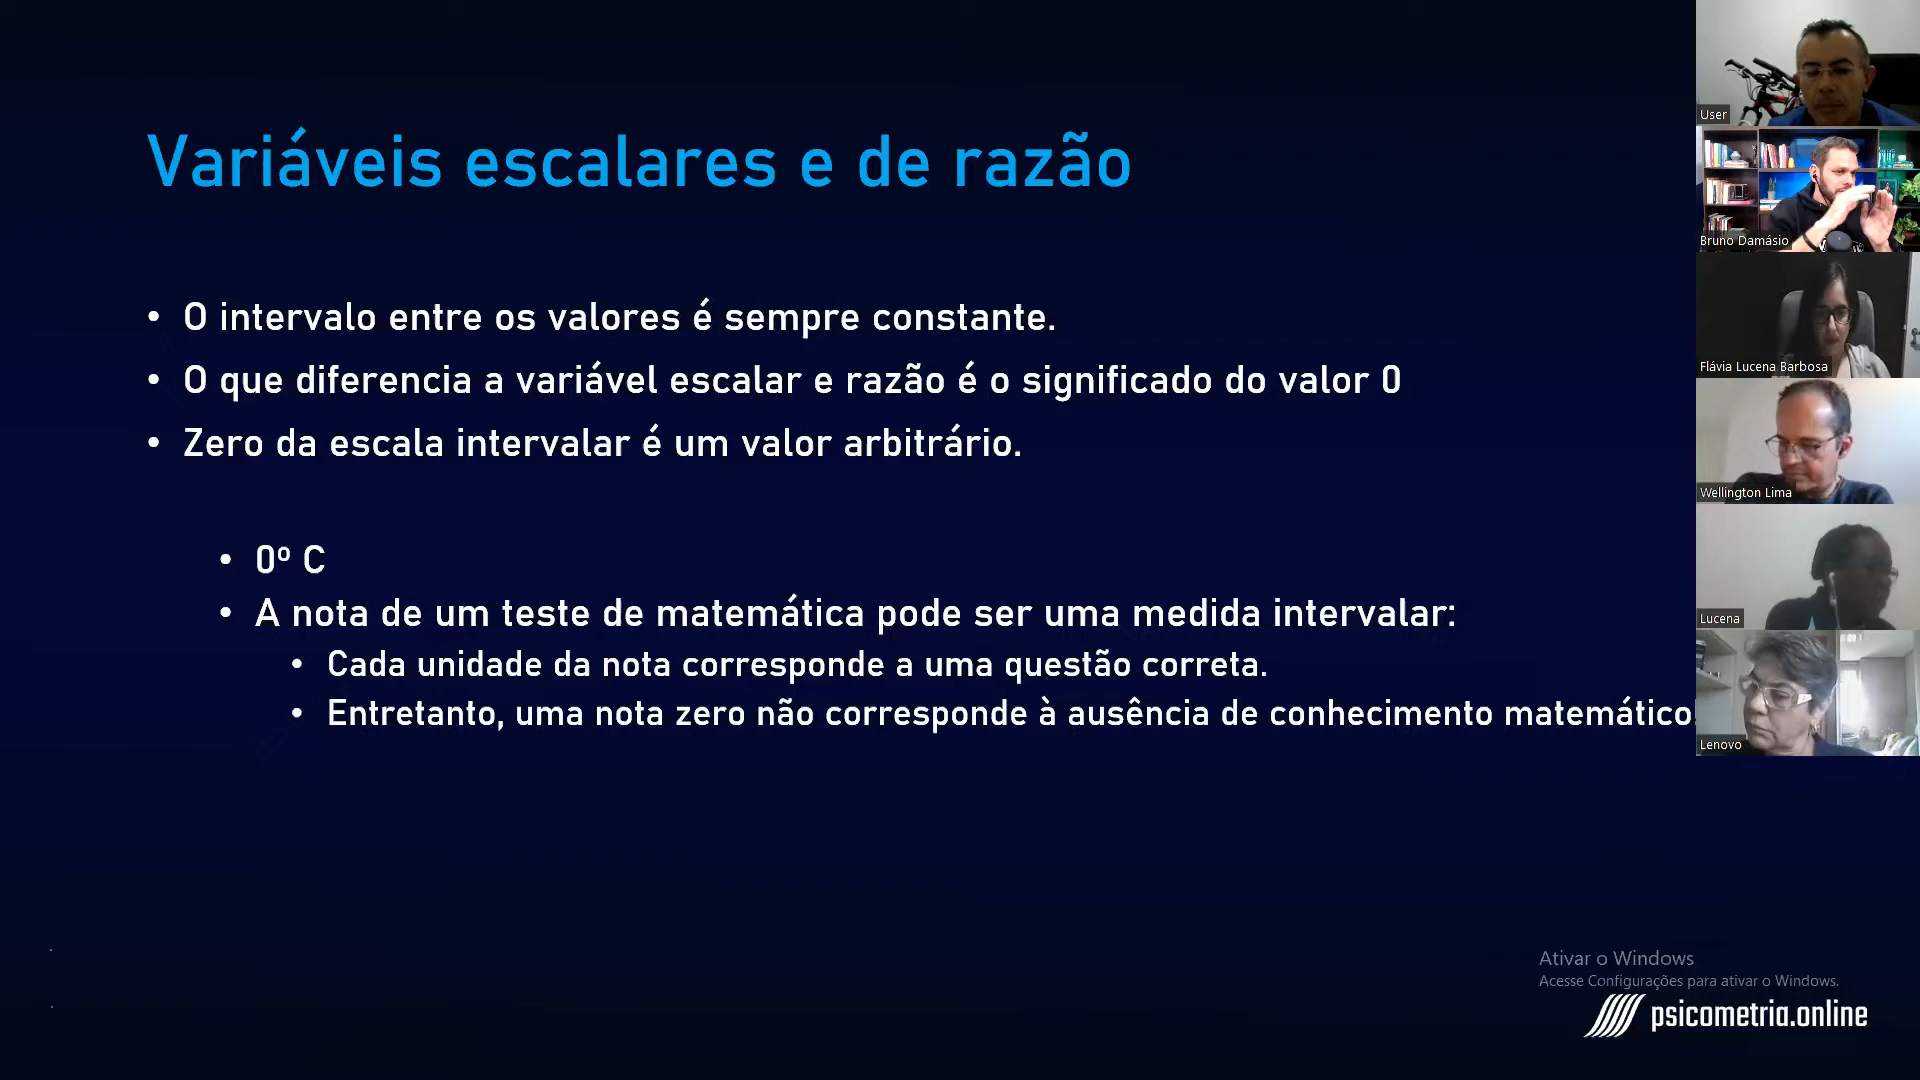 Variáveis escalares e de razão
• O intervalo entre os valores é sempre constante.
• O que diferencia a variável escalar e razão é o significado do valor 0
• Zero da escala intervalar é um valor arbitrário.
• 0º C
• A nota de um teste de matemática pode ser uma medida intervalar:
• Cada unidade da nota corresponde a uma questão correta.
• Entretanto, uma nota zero não corresponde à ausência de conhecimento matemático.
User
Bruno Damásio
Flávia Lucena Barbosa
Wellington Lima
Lucena
Lenovo
Ativar o Windows
Acesse Configurações para ativar o Windows.
psicometria.online